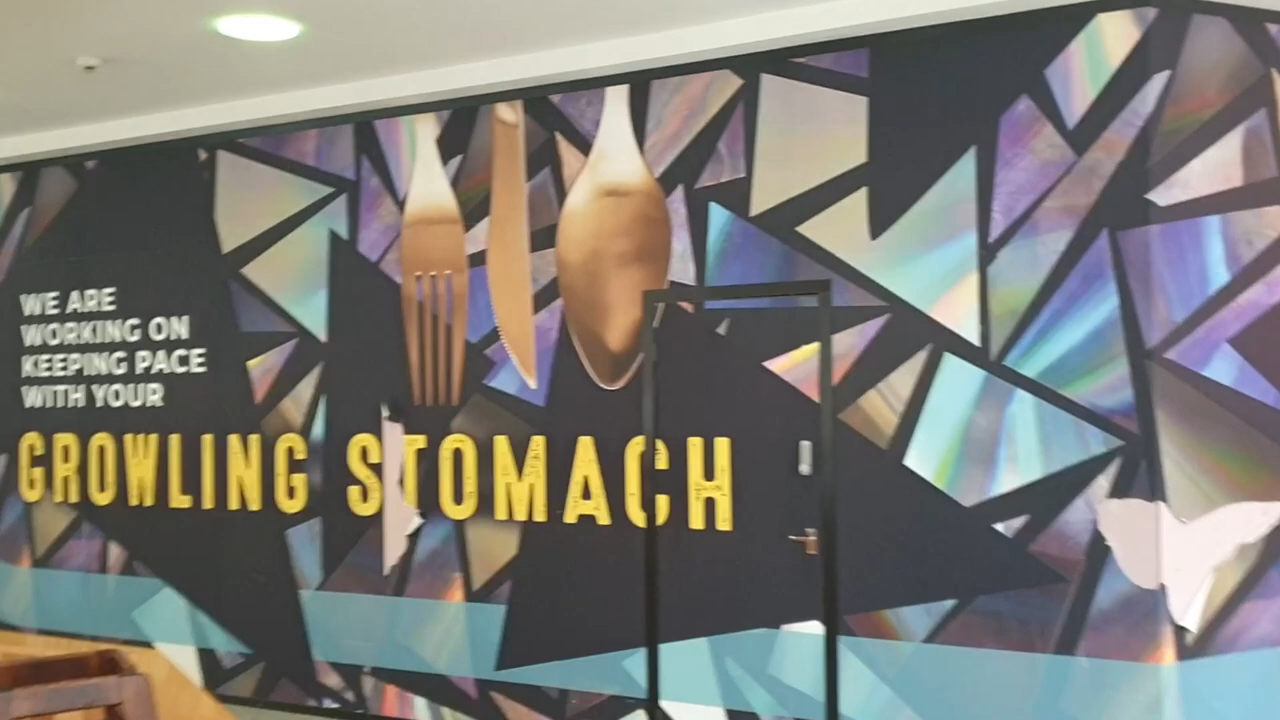 WE ARE
WORKING ON
KEEPING PACE
WITH YOUR
GROWLING STOMACH